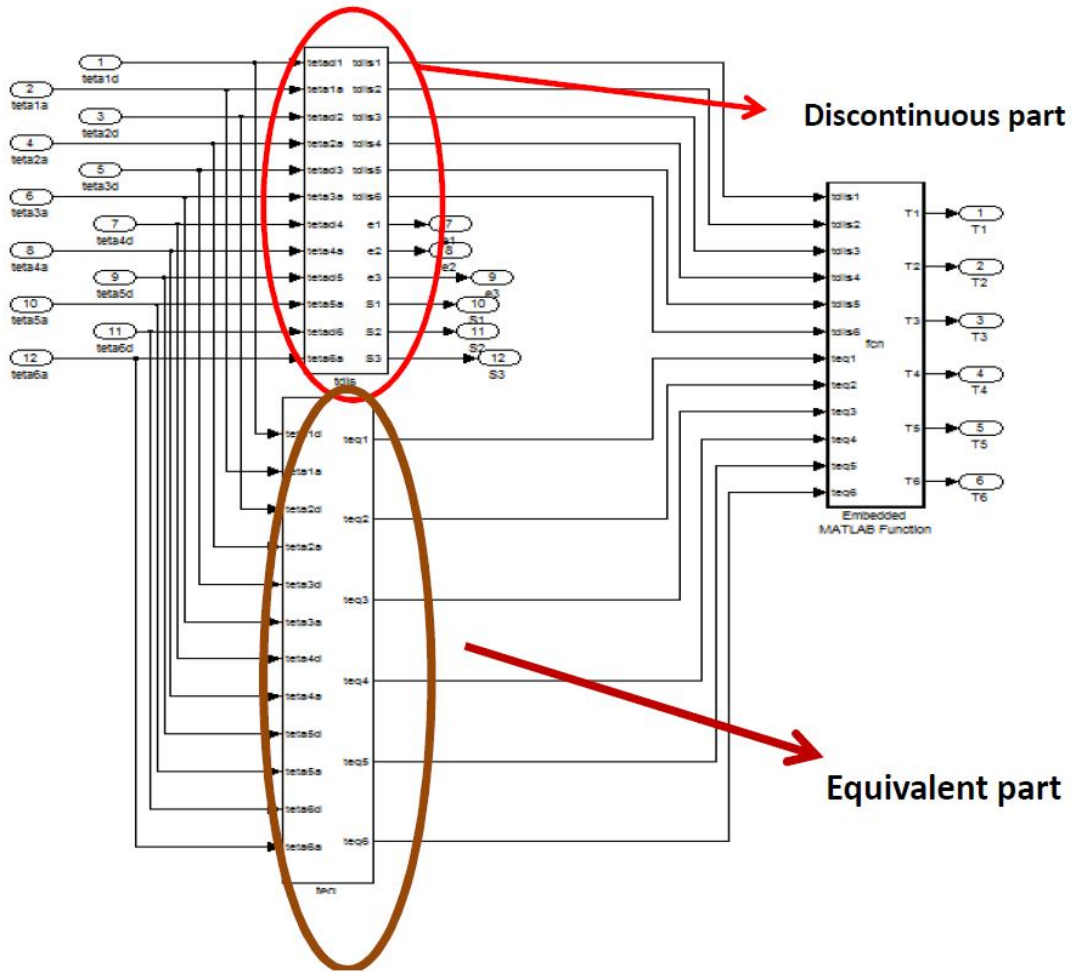 1
teta1d
2
teta1a
3
teta2d
4
teta2a
5
teta3d
6
teta3a
7
teta4d
8
teta4a
9
teta5d
10
teta5a
11
teta6d
12
teta6a
tetad1
teta1a
tetad2
teta2a
tetad3
teta3a
tetad4
teta4a
tetad5
teta5a
tetad6
teta6a
tdis1
tdis2
tdis3
tdis4
tdis5
tdis6
e1
e2
e3
S1
S2
S3
tdis
7
e1
8
e2
9
e3
10
S1
11
S2
12
S3
Discontinuous part
teta1d
teta1a
teta2d
teta2a
teta3d
teta3a
teta4d
teta4a
teta5d
teta5a
teta6d
teta6a
teq1
teq2
teq3
teq4
teq5
teq6
teq
Equivalent part
tdis1
tdis2
tdis3
tdis4
tdis5
tdis6
fcn
teq1
teq2
teq3
teq4
teq5
teq6
T1
T2
T3
T4
T5
T6
Embedded
MATLAB Function
1
T1
2
T2
3
T3
4
T4
5
T5
6
T6